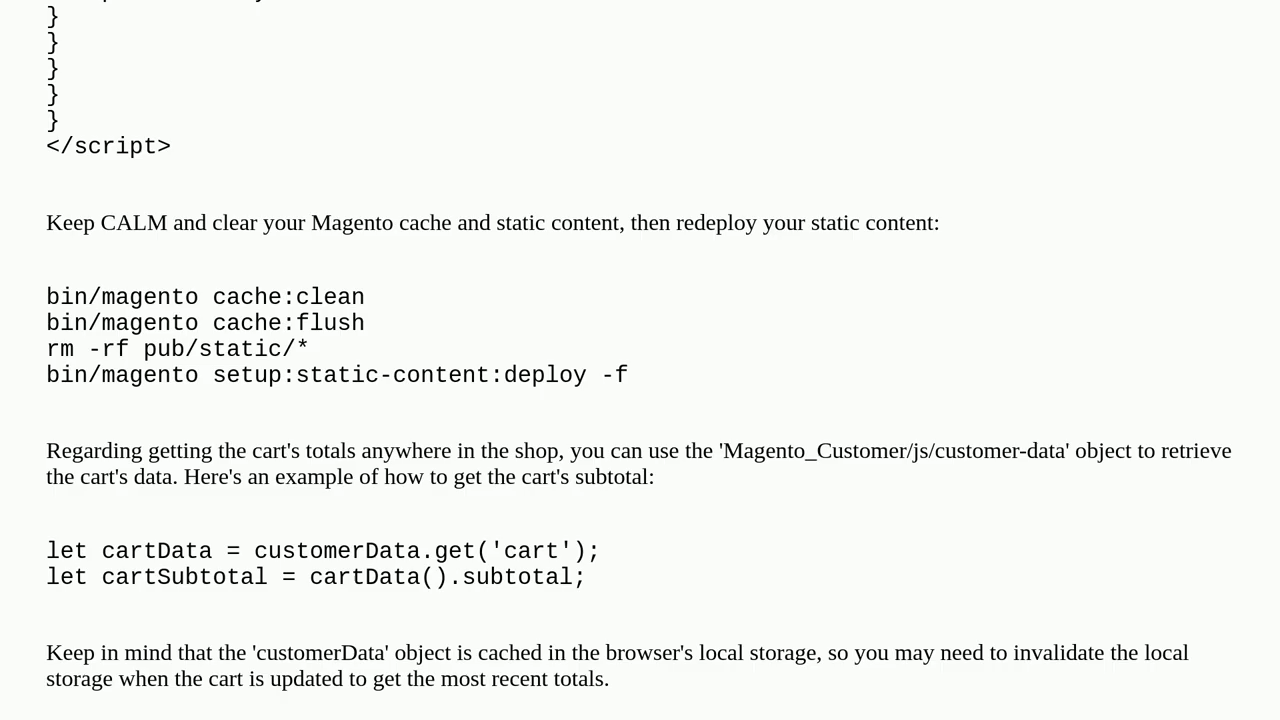 }
}
}
}
}
</script>
Keep CALM and clear your Magento cache and static content, then redeploy your static content:
bin/magento cache:clean
bin/magento cache:flush
rm -rf pub/static/*
bin/magento setup:static-content:deploy -f
Regarding getting the cart's totals anywhere in the shop, you can use the 'Magento_Customer/js/customer-data' object to retrieve
the cart's data. Here's an example of how to get the cart's subtotal:
let cartData = customerData.get('cart');
let cartSubtotal = cartData().subtotal;
Keep in mind that the 'customerData' object is cached in the browser's local storage, so you may need to invalidate the local
storage when the cart is updated to get the most recent totals.